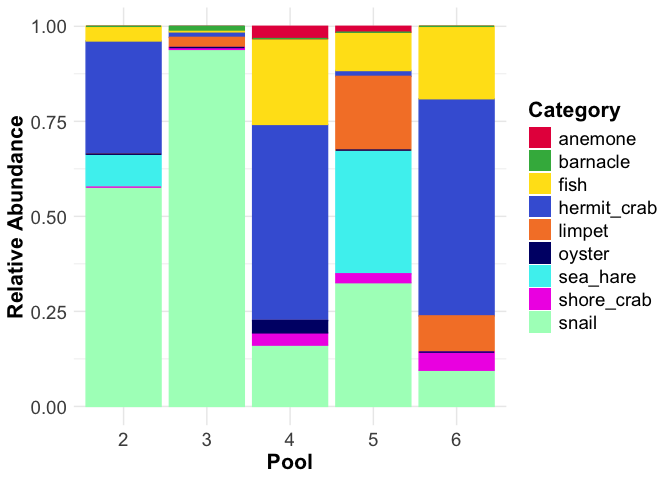 1.00
0.75
0.50
0.25
0.00
Relative Abundance
2 3 4 5 6
Pool
Category
anemone
barnacle
fish
hermit_crab
limpet
oyster
sea_hare
shore_crab
snail